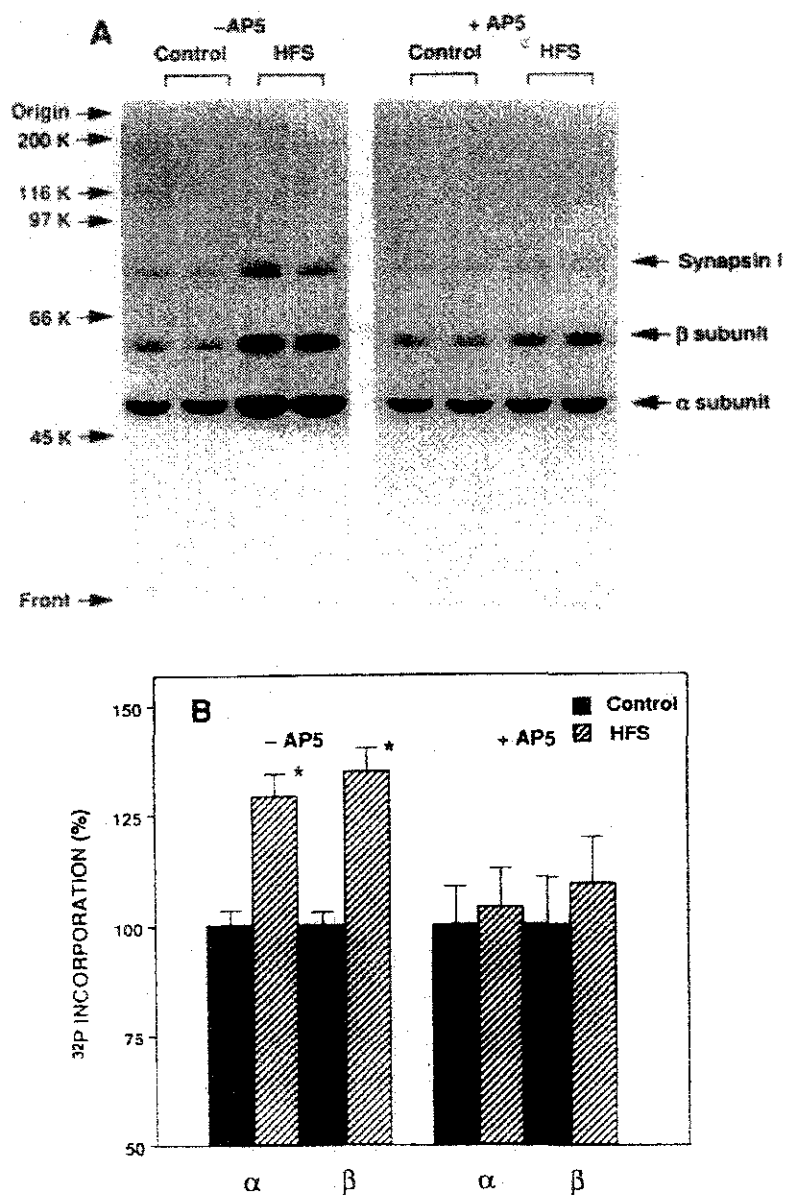 A
–AP5
+ AP5
Control HFS
Control HFS
Origin
200 K
116 K
97 K
66 K
45 K
Front
Synapsin I
β subunit
α subunit
B
Control
HFS
– AP5
+ AP5
150
125
100
75
50
32P INCORPORATION (%)
*
*
α β α β